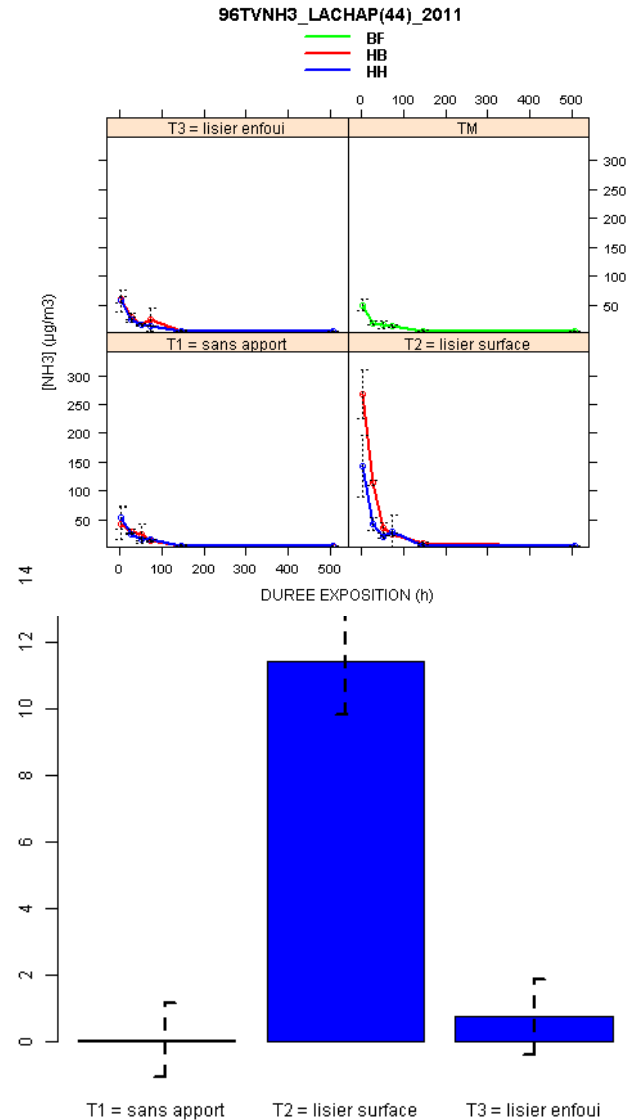 96TVNH3_LACHAP(44)_2011
BF
HB
HH
0 100 200 300 400 500
T3 = lisier enfoui TM
300
250
200
150
100
50
[NH3] (µg/m3)
T1 = sans apport T2 = lisier surface
300
250
200
150
100
50
0 100 200 300 400 500
DUREE EXPOSITION (h)
14
12
10
8
6
4
2
0
T1 = sans apport T2 = lisier surface T3 = lisier enfoui